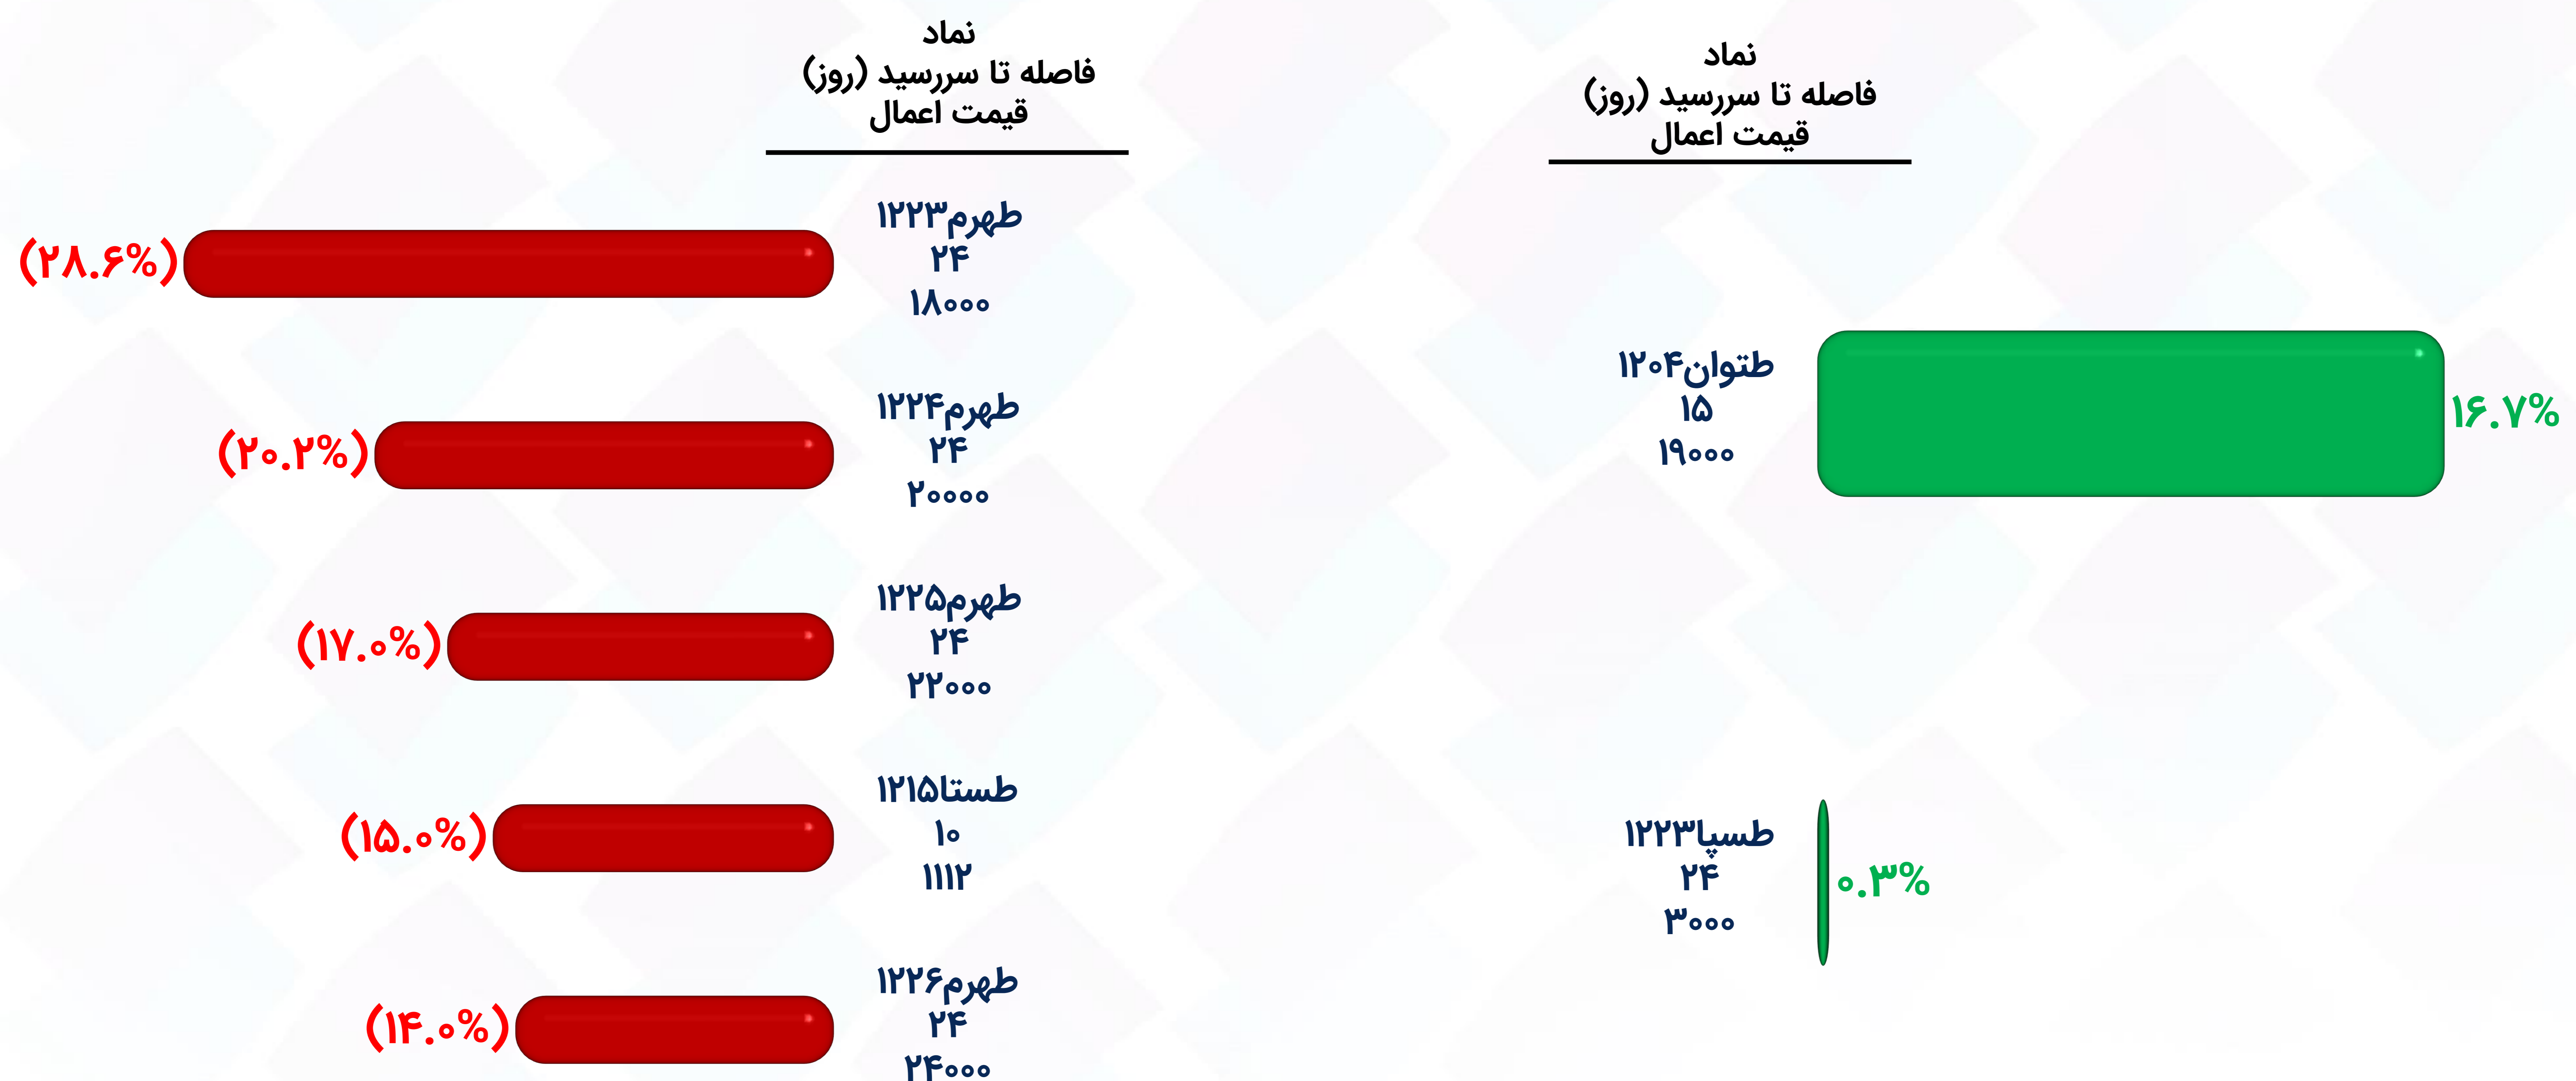 نماد
فاصله تا سررسید (روز)
قیمت اعمال
طتوان۱۲۰۴
۱۵
۱۹۰۰۰
۱۶.۷%
طسپا۱۲۲۳
۲۴
۳۰۰۰
۰.۳%
نماد
فاصله تا سررسید (روز)
قیمت اعمال
طهرم۱۲۲۳
۲۴
۱۸۰۰۰
(۲۸.۶%)
طهرم۱۲۲۴
۲۴
۲۰۰۰۰
(۲۰.۲%)
طهرم۱۲۲۵
۲۴
۲۲۰۰۰
(۱۷.۰%)
طستا۱۲۱۵
۱۰
۱۱۱۲
(۱۵.۰%)
طهرم۱۲۲۶
۲۴
۲۴۰۰۰
(۱۴.۰%)